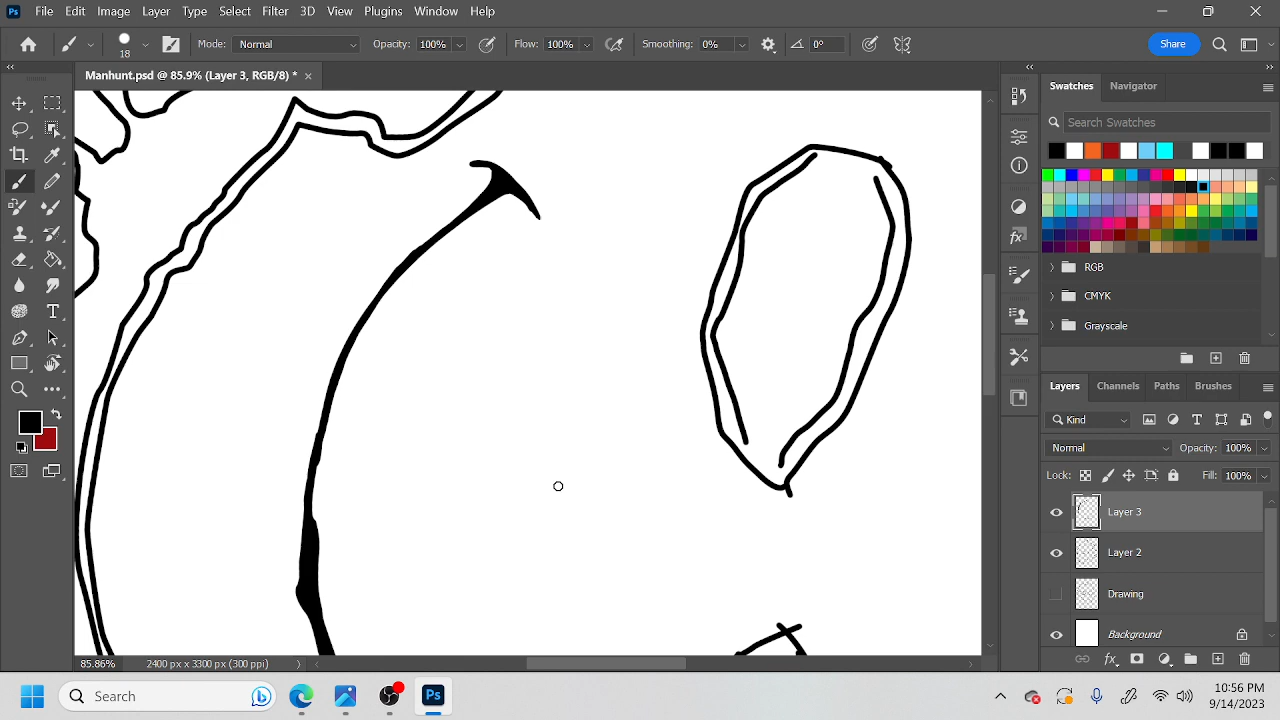 Ps File Edit Image Layer Type Select Filter 3D View Plugins Window Help
18 Mode: Normal Opacity: 100% Flow: 100% Smoothing: 0% 0° Share
Manhunt.psd @ 85.9% (Layer 3, RGB/8) * ×
Swatches Navigator
Search Swatches
RGB
CMYK
Grayscale
Layers Channels Paths Brushes
Kind
Normal Opacity: 100%
Lock: Fill: 100%
Layer 3
Layer 2
Drawing
Background
85.86% 2400 px x 3300 px (300 ppi)
Search Ps 10:56 PM
9/14/2023